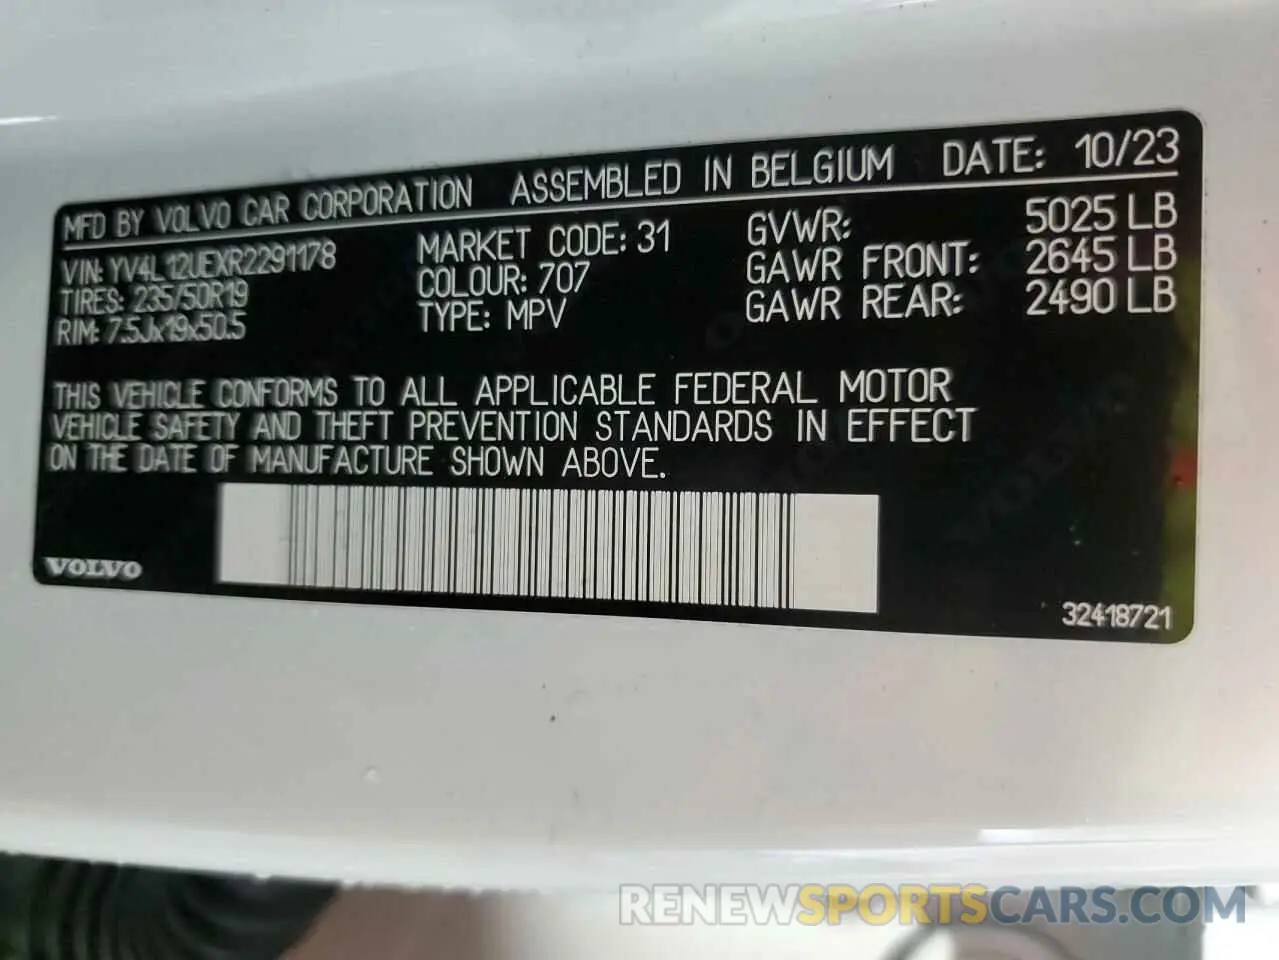 MFD BY VOLVO CAR CORPORATION ASSEMBLED IN BELGIUM DATE: 10/23
VIN: YV4L12UEXR2291178 MARKET CODE: 31 GVWR: 5025 LB
TIRES: 235/50R19 COLOUR: 707 GAWR FRONT: 2645 LB
RIM: 7.5Jx19x50.5 TYPE: MPV GAWR REAR: 2490 LB
THIS VEHICLE CONFORMS TO ALL APPLICABLE FEDERAL MOTOR
VEHICLE SAFETY AND THEFT PREVENTION STANDARDS IN EFFECT
ON THE DATE OF MANUFACTURE SHOWN ABOVE.
VOLVO
32418721
RENEWSPORTSCARS.COM